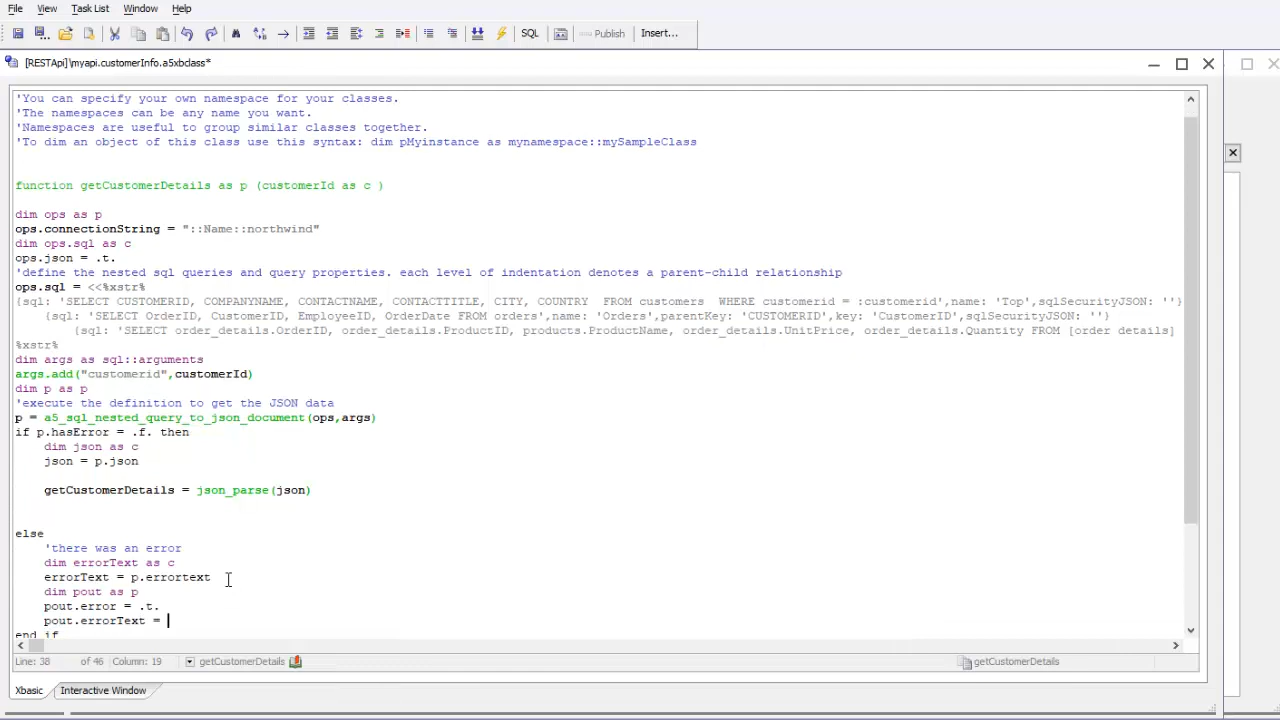 File View Task List Window Help
SQL Publish Insert...
[RESTApi]\myapi.customerInfo.a5xbclass*
'You can specify your own namespace for your classes.
'The namespaces can be any name you want.
'Namespaces are useful to group similar classes together.
'To dim an object of this class use this syntax: dim pMyinstance as mynamespace::mySampleClass
function getCustomerDetails as p (customerId as c )
dim ops as p
ops.connectionString = "::Name::northwind"
dim ops.sql as c
ops.json = .t.
'define the nested sql queries and query properties. each level of indentation denotes a parent-child relationship
ops.sql = <<%xstr%
{sql: 'SELECT CUSTOMERID, COMPANYNAME, CONTACTNAME, CONTACTTITLE, CITY, COUNTRY  FROM customers  WHERE customerid = :customerid',name: 'Top',sqlSecurityJSON: ''}
{sql: 'SELECT OrderID, CustomerID, EmployeeID, OrderDate FROM orders',name: 'Orders',parentKey: 'CUSTOMERID',key: 'CustomerID',sqlSecurityJSON: ''}
{sql: 'SELECT order_details.OrderID, order_details.ProductID, products.ProductName, order_details.UnitPrice, order_details.Quantity FROM [order details]
%xstr%
dim args as sql::arguments
args.add("customerid",customerId)
dim p as p
'execute the definition to get the JSON data
p = a5_sql_nested_query_to_json_document(ops,args)
if p.hasError = .f. then
dim json as c
json = p.json
getCustomerDetails = json_parse(json)
else
'there was an error
dim errorText as c
errorText = p.errortext
dim pout as p
pout.error = .t.
pout.errorText =
end if
Line: 38 of 46 Column: 19 getCustomerDetails getCustomerDetails
Xbasic Interactive Window